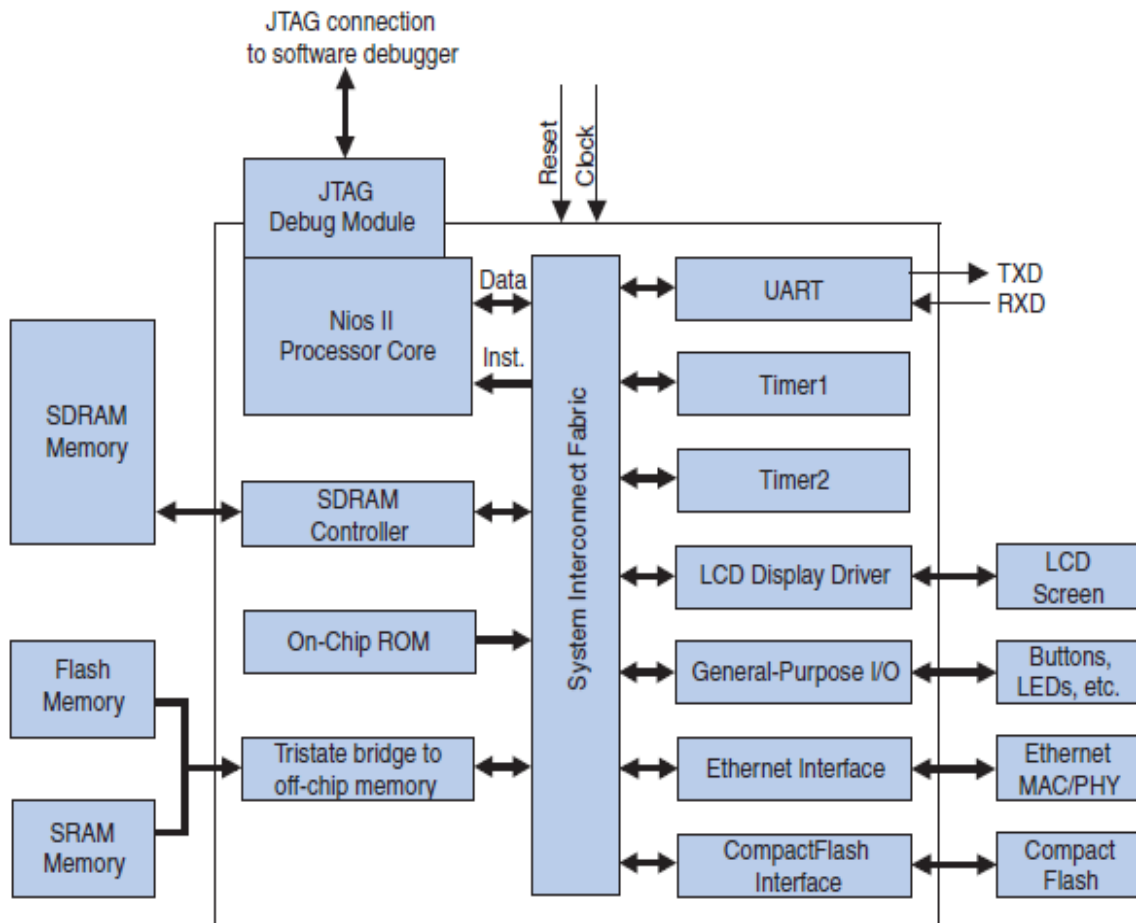 JTAG connection
to software debugger
Reset
Clock
JTAG
Debug Module
Nios II
Processor Core
Data
Inst.
System Interconnect Fabric
UART
TXD
RXD
Timer1
Timer2
SDRAM
Memory
SDRAM
Controller
LCD Display Driver
LCD
Screen
On-Chip ROM
General-Purpose I/O
Buttons,
LEDs, etc.
Flash
Memory
Tristate bridge to
off-chip memory
Ethernet Interface
Ethernet
MAC/PHY
SRAM
Memory
CompactFlash
Interface
Compact
Flash